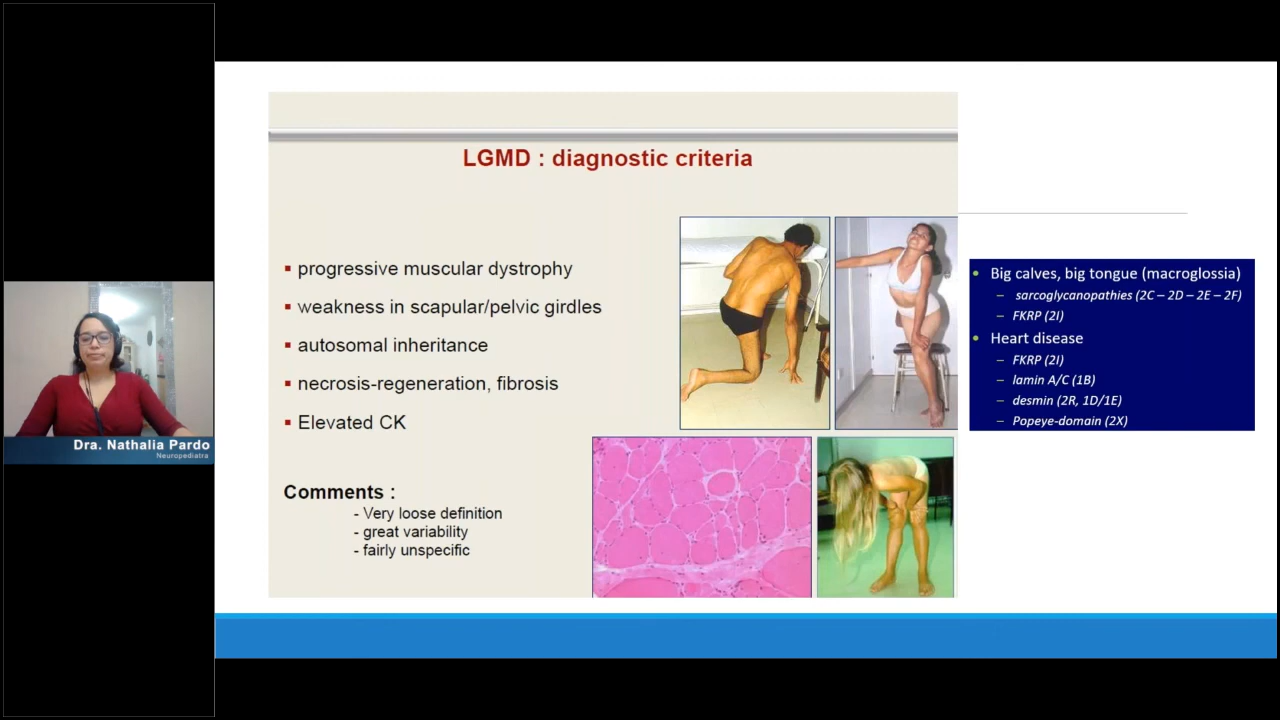 LGMD : diagnostic criteria
▪ progressive muscular dystrophy
▪ weakness in scapular/pelvic girdles
▪ autosomal inheritance
▪ necrosis-regeneration, fibrosis
▪ Elevated CK
Comments :
- Very loose definition
- great variability
- fairly unspecific
• Big calves, big tongue (macroglossia)
– sarcoglycanopathies (2C – 2D – 2E – 2F)
– FKRP (2I)
• Heart disease
– FKRP (2I)
– lamin A/C (1B)
– desmin (2R, 1D/1E)
– Popeye-domain (2X)
Dra. Nathalia Pardo
Neuropediatra